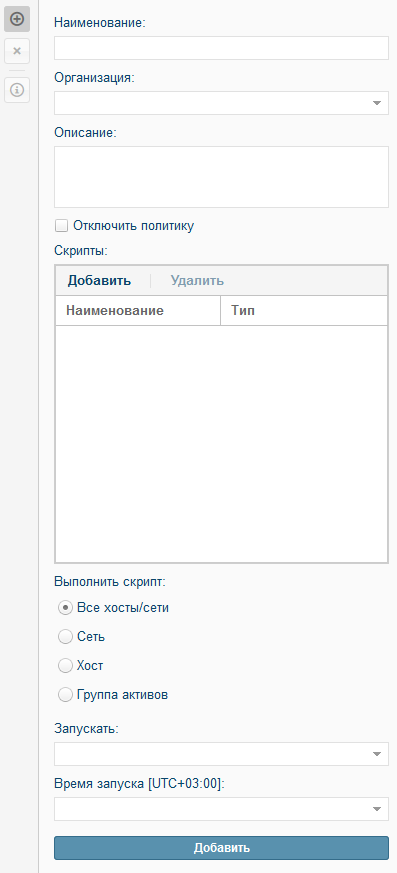 Наименование:
Организация:
Описание:
Отключить политику
Скрипты:
Добавить Удалить
Наименование Тип
Выполнить скрипт:
Все хосты/сети
Сеть
Хост
Группа активов
Запускать:
Время запуска [UTC+03:00]:
Добавить